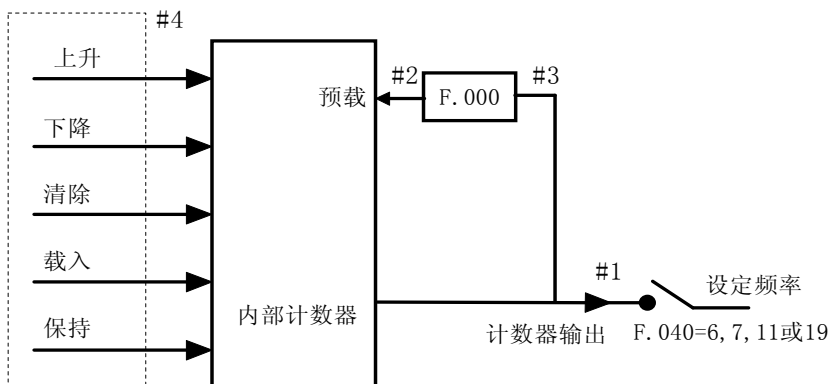 #4
上升
下降
清除
载入
保持
预载
内部计数器
#2
F.000
#3
#1
计数器输出
设定频率
F.040=6,7,11或19